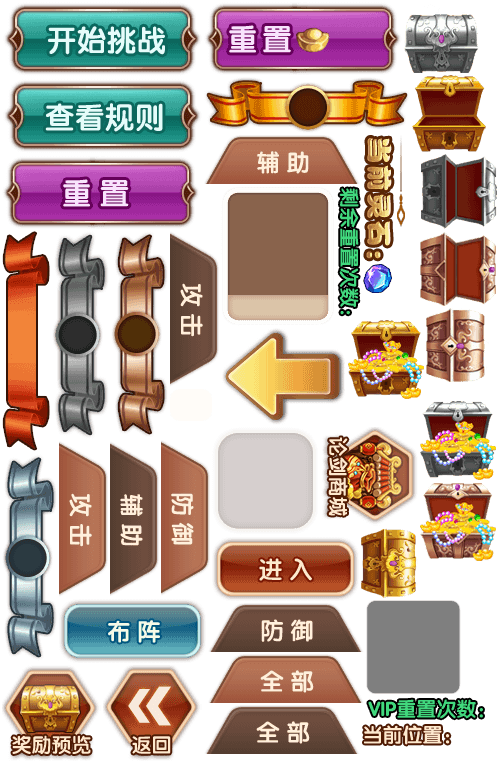 开始挑战
重置
查看规则
辅助
重置
当前灵石:
剩余重置次数:
攻击
论剑商城
攻击
辅助
防御
进入
布阵
防御
全部
VIP重置次数:
当前位置:
全部
奖励预览
返回